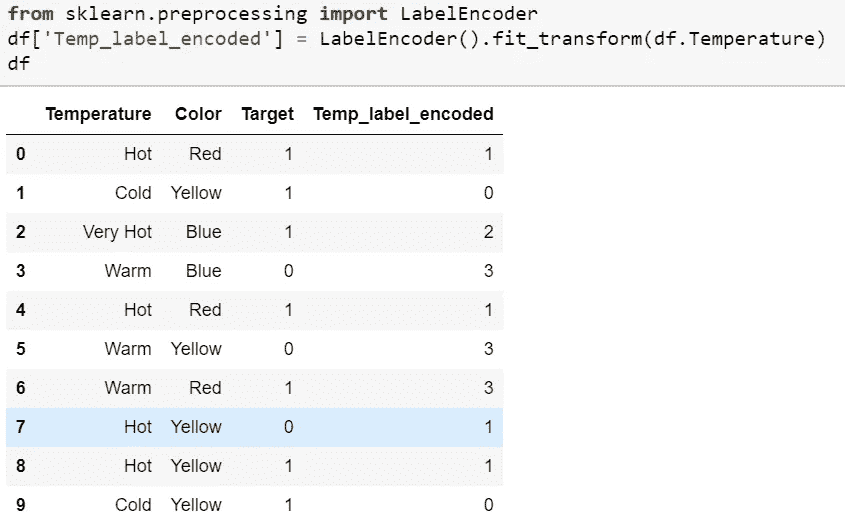 from sklearn.preprocessing import LabelEncoder
df['Temp_label_encoded'] = LabelEncoder().fit_transform(df.Temperature)
df
Temperature Color Target Temp_label_encoded
0 Hot Red 1 1
1 Cold Yellow 1 0
2 Very Hot Blue 1 2
3 Warm Blue 0 3
4 Hot Red 1 1
5 Warm Yellow 0 3
6 Warm Red 1 3
7 Hot Yellow 0 1
8 Hot Yellow 1 1
9 Cold Yellow 1 0